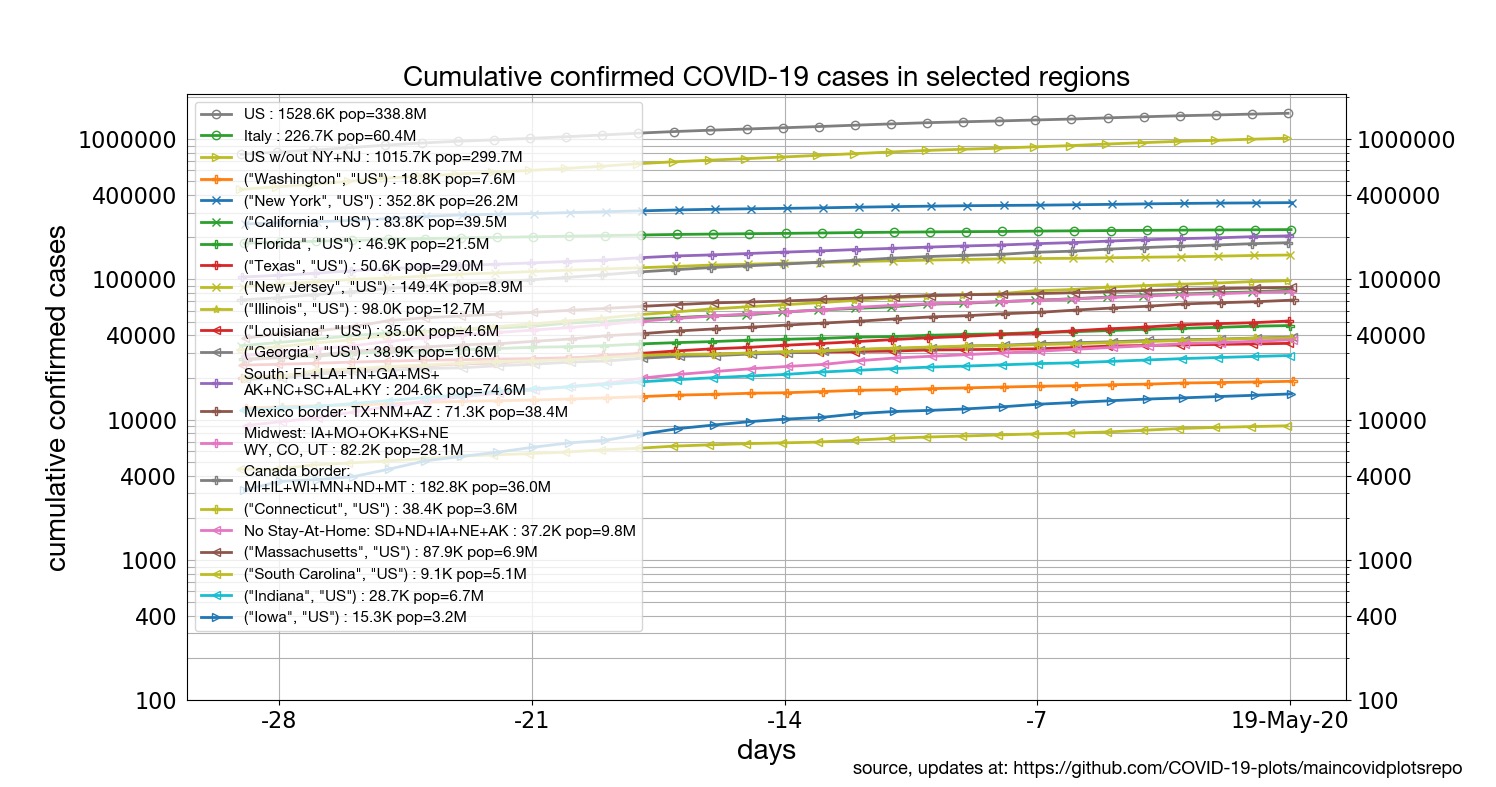 Cumulative confirmed COVID-19 cases in selected regions
US : 1528.6K pop=338.8M
Italy : 226.7K pop=60.4M
US w/out NY+NJ : 1015.7K pop=299.7M
("Washington", "US") : 18.8K pop=7.6M
("New York", "US") : 352.8K pop=26.2M
("California", "US") : 83.8K pop=39.5M
("Florida", "US") : 46.9K pop=21.5M
("Texas", "US") : 50.6K pop=29.0M
("New Jersey", "US") : 149.4K pop=8.9M
("Illinois", "US") : 98.0K pop=12.7M
("Louisiana", "US") : 35.0K pop=4.6M
("Georgia", "US") : 38.9K pop=10.6M
South: FL+LA+TN+GA+MS+
AK+NC+SC+AL+KY : 204.6K pop=74.6M
Mexico border: TX+NM+AZ : 71.3K pop=38.4M
Midwest: IA+MO+OK+KS+NE
WY, CO, UT : 82.2K pop=28.1M
Canada border:
MI+IL+WI+MN+ND+MT : 182.8K pop=36.0M
("Connecticut", "US") : 38.4K pop=3.6M
No Stay-At-Home: SD+ND+IA+NE+AK : 37.2K pop=9.8M
("Massachusetts", "US") : 87.9K pop=6.9M
("South Carolina", "US") : 9.1K pop=5.1M
("Indiana", "US") : 28.7K pop=6.7M
("Iowa", "US") : 15.3K pop=3.2M
cumulative confirmed cases
1000000
400000
100000
40000
10000
4000
1000
400
100
1000000
400000
100000
40000
10000
4000
1000
400
100
-28 -21 -14 -7 19-May-20
days
source, updates at: https://github.com/COVID-19-plots/maincovidplotsrepo